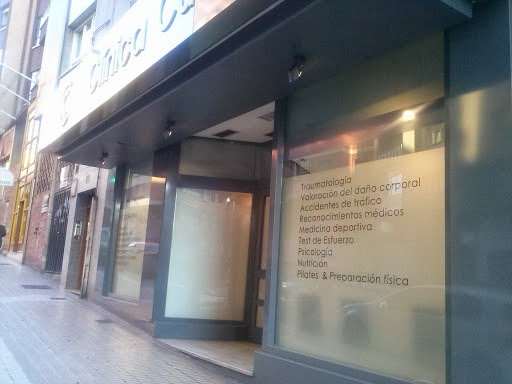 Clínica
Traumatología
Valoración del daño corporal
Accidentes de tráfico
Reconocimientos médicos
Medicina deportiva
Test de Esfuerzo
Psicología
Nutrición
Pilates & Preparación física